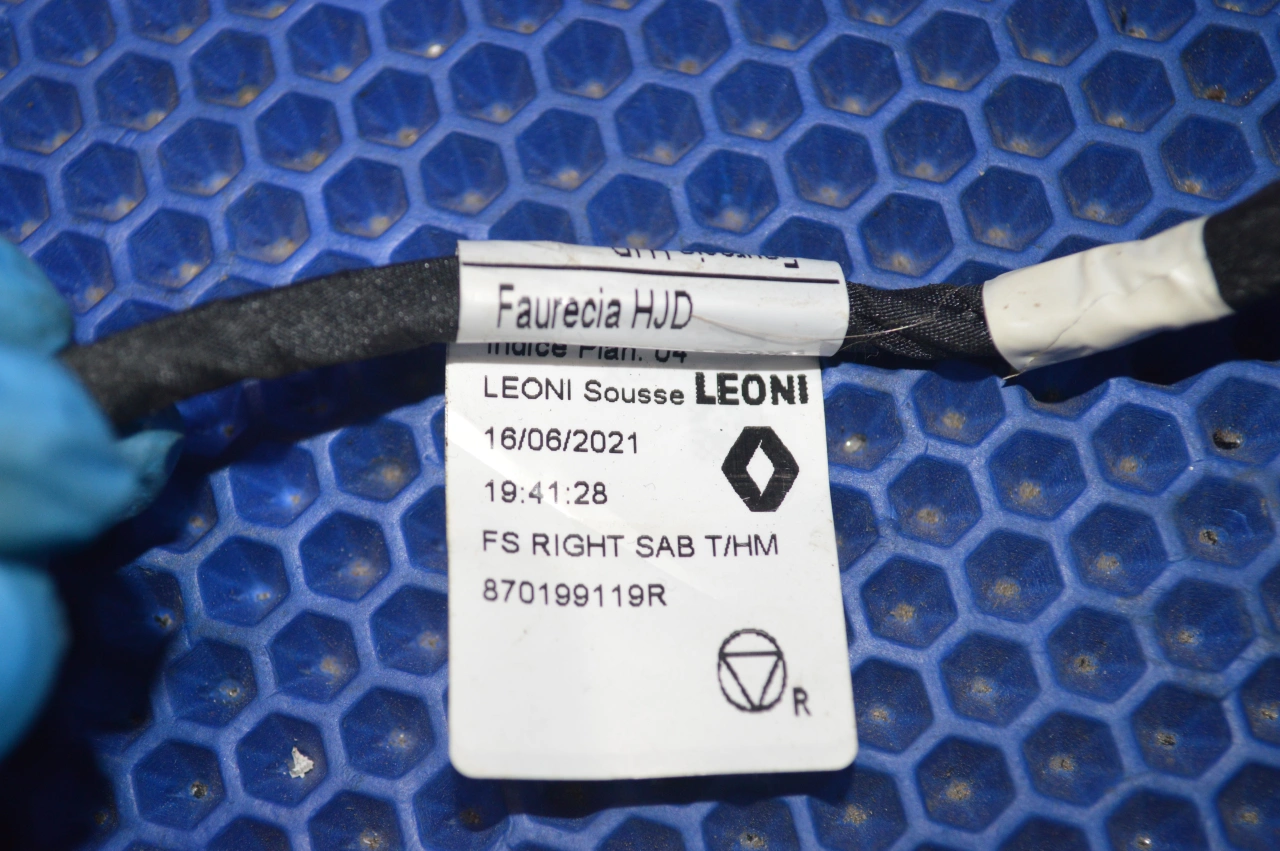 Faurecia HJD
Indice Plan. 04
LEONI Sousse LEONI
16/06/2021
19:41:28
FS RIGHT SAB T/HM
870199119R
R